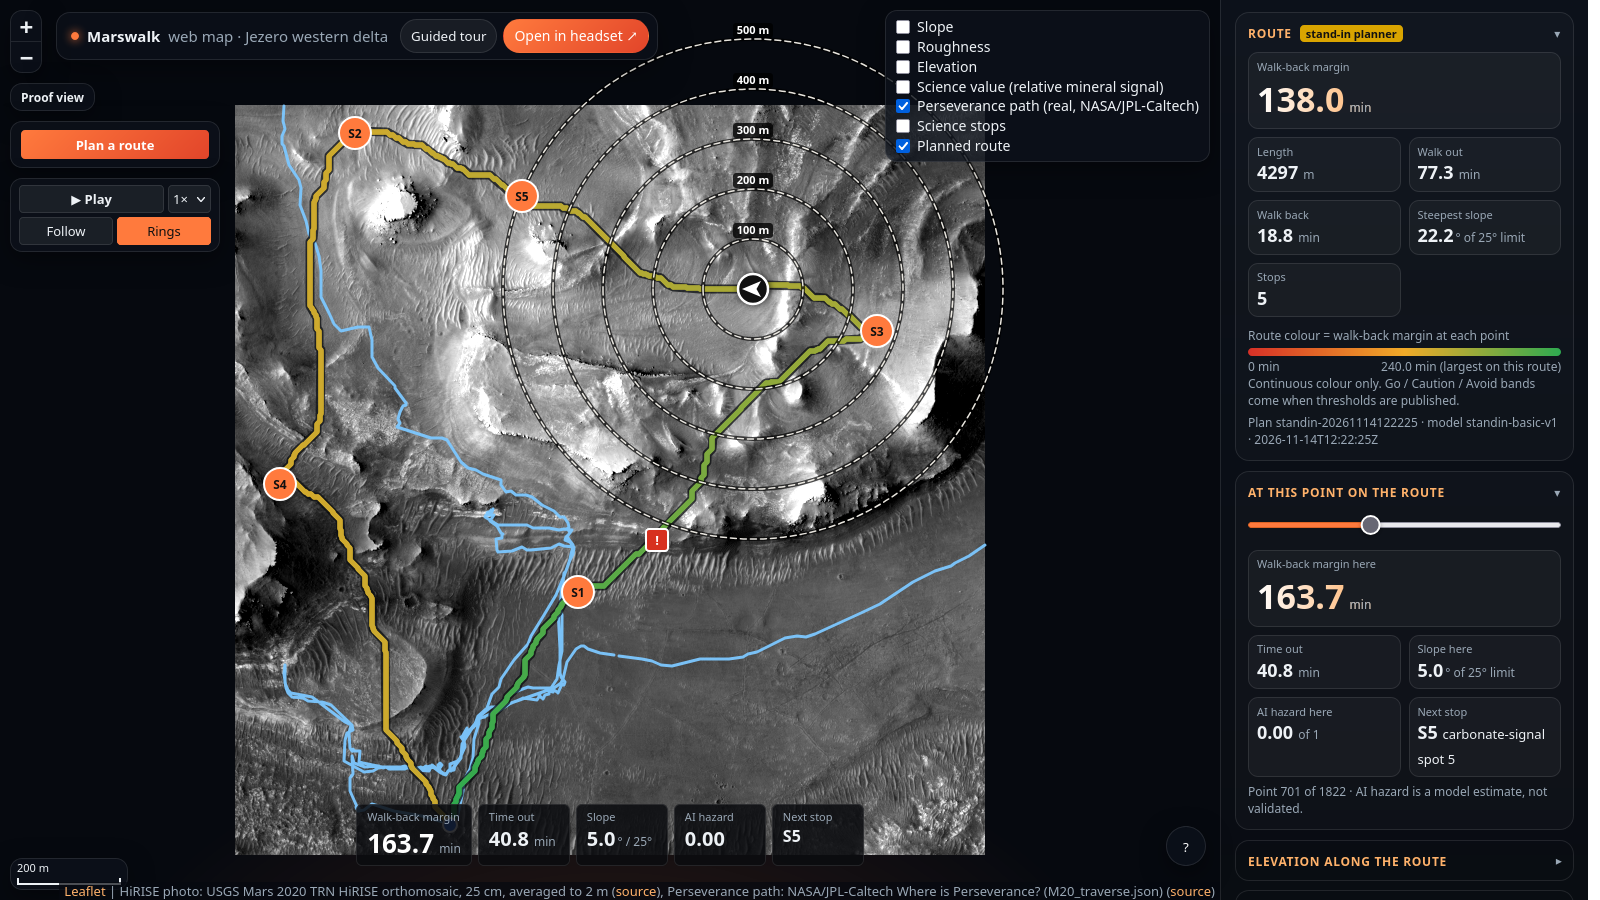 +
−
Marswalk web map · Jezero western delta
Guided tour
Open in headset ↗
Proof view
Plan a route
▶ Play
1×
Follow
Rings
Slope
Roughness
Elevation
Science value (relative mineral signal)
Perseverance path (real, NASA/JPL-Caltech)
Science stops
Planned route
500 m
400 m
300 m
200 m
100 m
S2
S5
S3
S4
!
S1
Walk-back margin
163.7 min
Time out
40.8 min
Slope
5.0° / 25°
AI hazard
0.00
Next stop
S5
?
200 m
Leaflet | HiRISE photo: USGS Mars 2020 TRN HiRISE orthomosaic, 25 cm, averaged to 2 m (source), Perseverance path: NASA/JPL-Caltech Where is Perseverance? (M20_traverse.json) (source)
ROUTE stand-in planner ▾
Walk-back margin
138.0 min
Length
4297 m
Walk out
77.3 min
Walk back
18.8 min
Steepest slope
22.2° of 25° limit
Stops
5
Route colour = walk-back margin at each point
0 min 240.0 min (largest on this route)
Continuous colour only. Go / Caution / Avoid bands
come when thresholds are published.
Plan standin-20261114122225 · model standin-basic-v1
· 2026-11-14T12:22:25Z
AT THIS POINT ON THE ROUTE ▾
Walk-back margin here
163.7 min
Time out
40.8 min
Slope here
5.0° of 25° limit
AI hazard here
0.00 of 1
Next stop
S5 carbonate-signal
spot 5
Point 701 of 1822 · AI hazard is a model estimate, not
validated.
ELEVATION ALONG THE ROUTE ▸